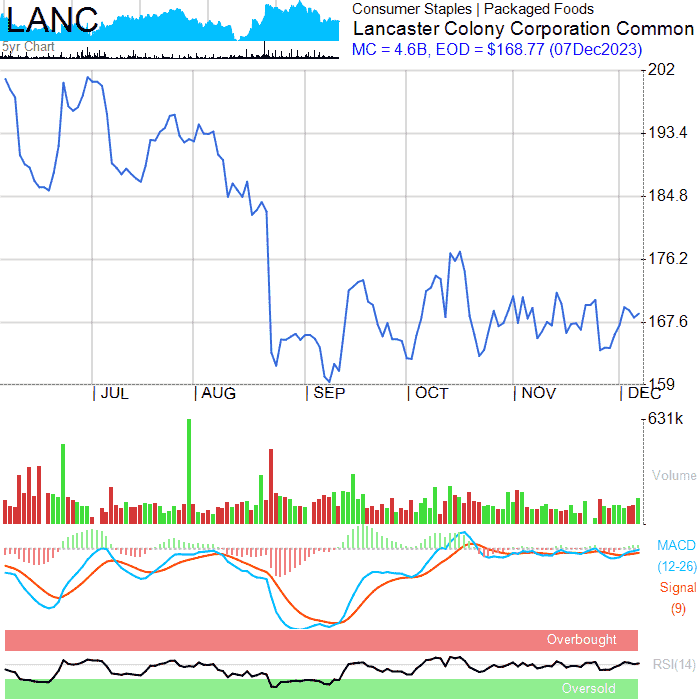 LANC
5yr Chart
Consumer Staples | Packaged Foods
Lancaster Colony Corporation Common
MC = 4.6B, EOD = $168.77 (07Dec2023)
202
193.4
184.8
176.2
167.6
159
JUL
AUG
SEP
OCT
NOV
DEC
631k
Volume
MACD
(12-26)
Signal
(9)
Overbought
RSI(14)
Oversold